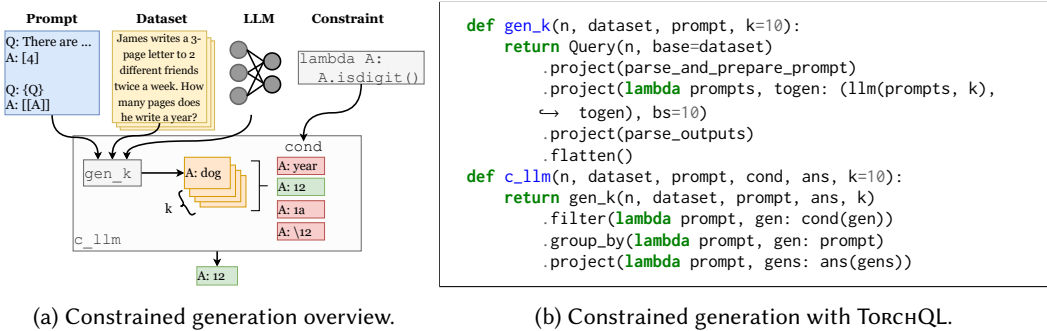 Prompt
Dataset
LLM
Constraint
Q: There are ...
A: [4]
Q: {Q}
A: [[A]]
James writes a 3-
page letter to 2
different friends
twice a week. How
many pages does
he write a year?
lambda A:
A.isdigit()
gen_k
A: dog
k
cond
A: year
A: 12
A: 1a
A: \12
c_llm
A: 12
(a) Constrained generation overview.
def gen_k(n, dataset, prompt, k=10):
return Query(n, base=dataset)
.project(parse_and_prepare_prompt)
.project(lambda prompts, togen: (llm(prompts, k),
↪ togen), bs=10)
.project(parse_outputs)
.flatten()
def c_llm(n, dataset, prompt, cond, ans, k=10):
return gen_k(n, dataset, prompt, ans, k)
.filter(lambda prompt, gen: cond(gen))
.group_by(lambda prompt, gen: prompt)
.project(lambda prompt, gens: ans(gens))
(b) Constrained generation with TORCHQL.